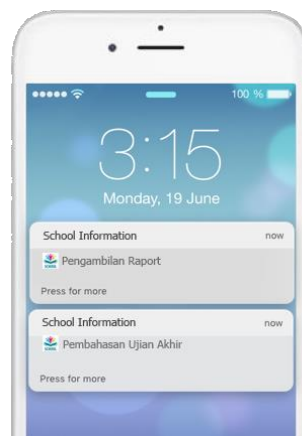 100 %
3:15
Monday, 19 June
School Information now
Pengambilan Raport
Press for more
School Information now
Pembahasan Ujian Akhir
Press for more